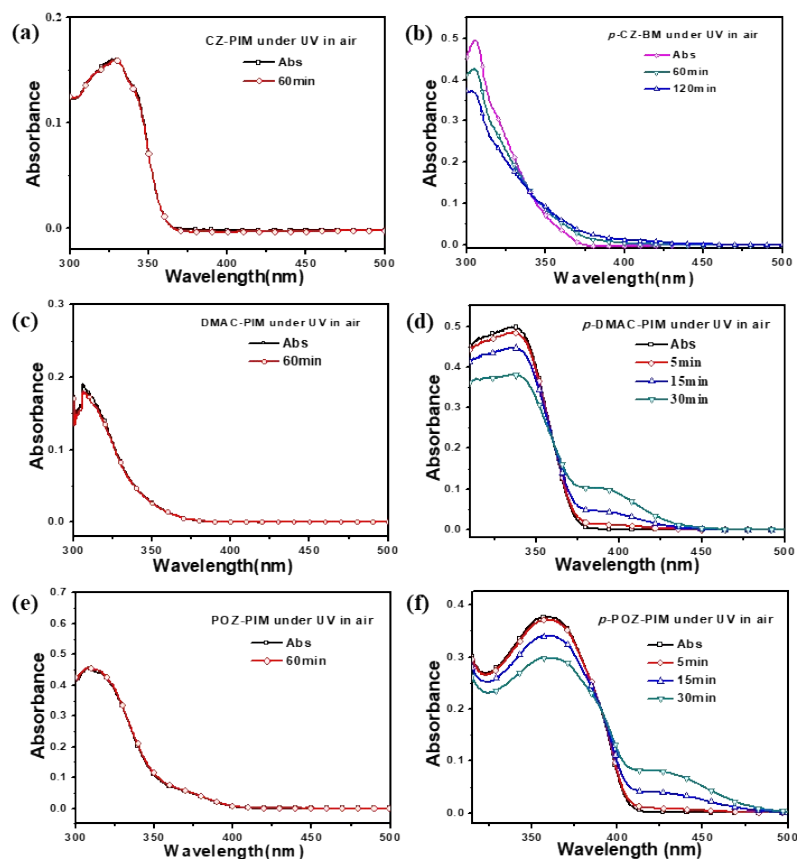 (a)
CZ-PIM under UV in air
Abs
60min
Absorbance
0.2
0.1
0.0
300
350
400
450
500
Wavelength(nm)
(b)
p-CZ-BM under UV in air
Abs
60min
120min
Absorbance
0.5
0.4
0.3
0.2
0.1
0.0
300
350
400
450
500
Wavelength(nm)
(c)
DMAC-PIM under UV in air
Abs
60min
Absorbance
0.3
0.2
0.1
0.0
300
350
400
450
500
Wavelength(nm)
(d)
p-DMAC-PIM under UV in air
Abs
5min
15min
30min
Absorbance
0.5
0.4
0.3
0.2
0.1
0.0
350
400
450
500
Wavelength (nm)
(e)
POZ-PIM under UV in air
Abs
60min
Absorbance
0.7
0.6
0.5
0.4
0.3
0.2
0.1
0.0
300
350
400
450
500
Wavelength(nm)
(f)
p-POZ-PIM under UV in air
Abs
5min
15min
30min
Absorbance
0.4
0.3
0.2
0.1
0.0
350
400
450
500
Wavelength (nm)